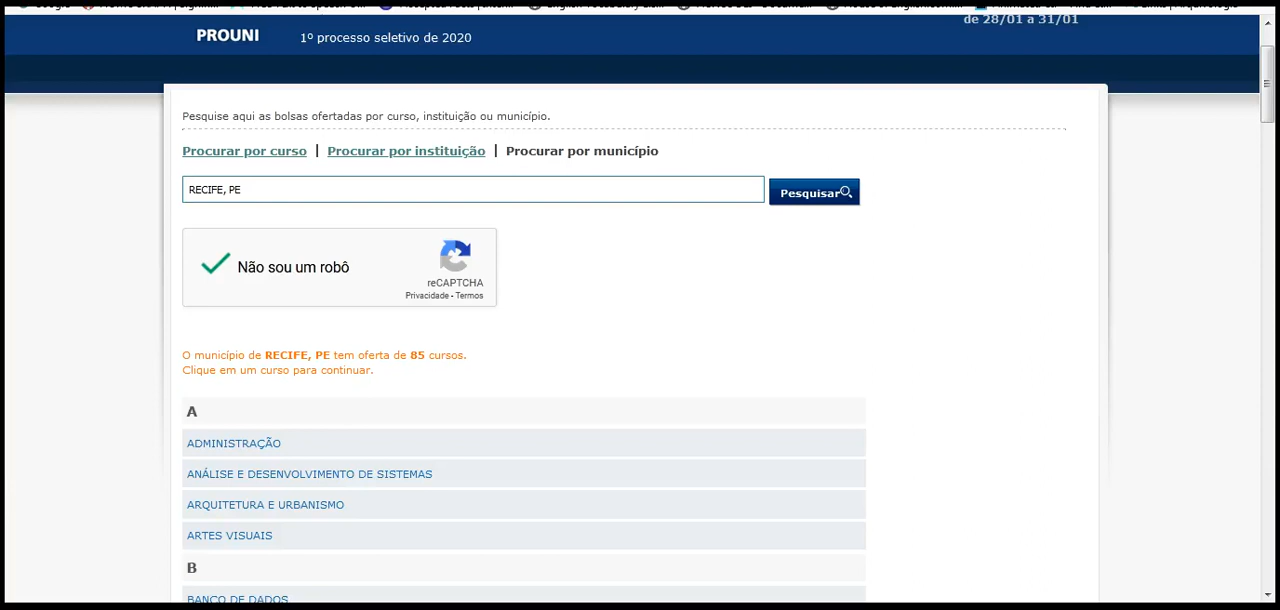 de 28/01 a 31/01
PROUNI 1º processo seletivo de 2020
Pesquise aqui as bolsas ofertadas por curso, instituição ou município.
Procurar por curso | Procurar por instituição | Procurar por município
RECIFE, PE
Pesquisar
Não sou um robô
reCAPTCHA
Privacidade - Termos
O município de RECIFE, PE tem oferta de 85 cursos.
Clique em um curso para continuar.
A
ADMINISTRAÇÃO
ANÁLISE E DESENVOLVIMENTO DE SISTEMAS
ARQUITETURA E URBANISMO
ARTES VISUAIS
B
BANCO DE DADOS